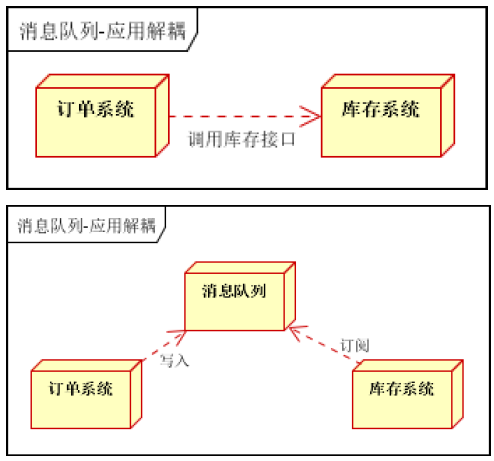 消息队列-应用解耦
订单系统
库存系统
调用库存接口
消息队列-应用解耦
消息队列
写入
订阅
订单系统
库存系统